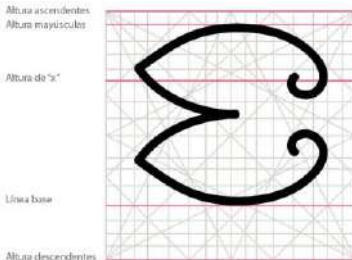 Altura ascendentes
Altura mayúsculas
Altura de "x"
Línea base
Altura descendentes